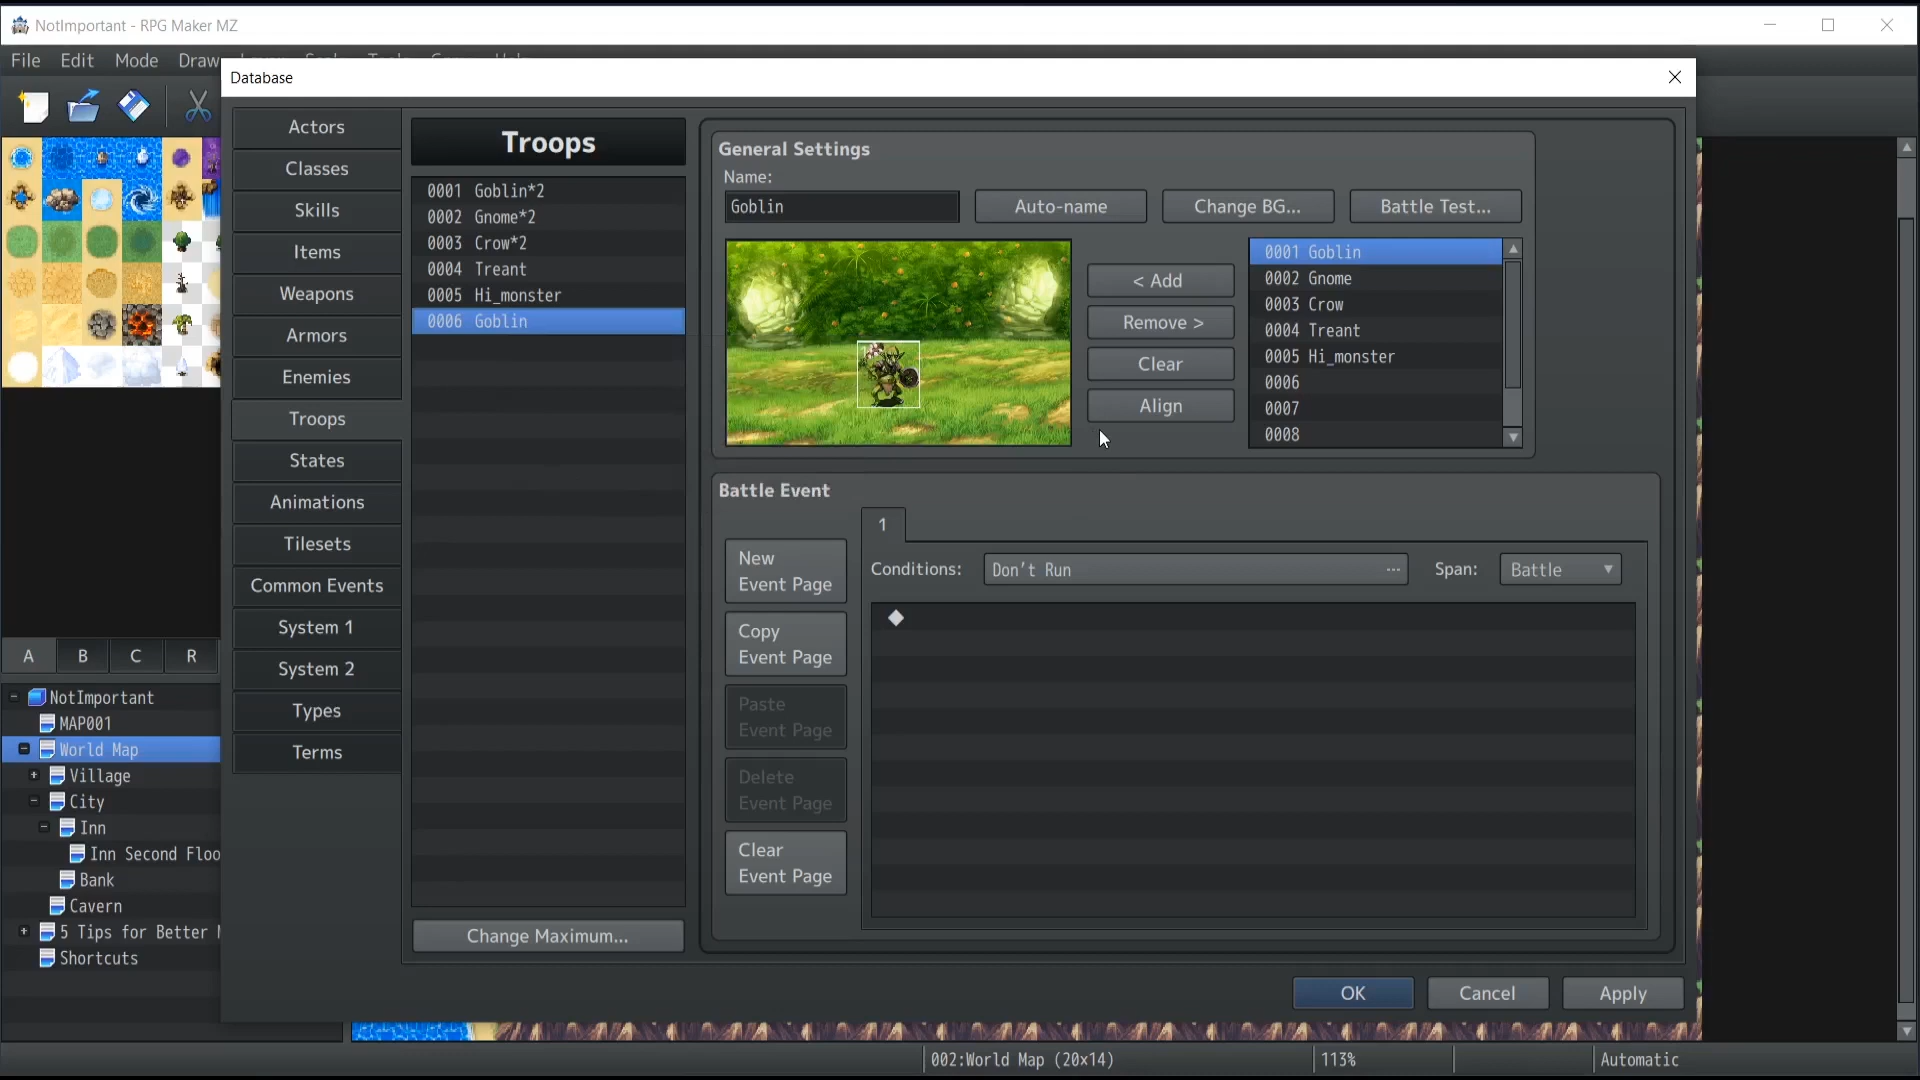 NotImportant - RPG Maker MZ
File Edit Mode Draw
Database
Actors
Classes
Skills
Items
Weapons
Armors
Enemies
Troops
States
Animations
Tilesets
Common Events
System 1
System 2
Types
Terms
Troops
0001 Goblin*2
0002 Gnome*2
0003 Crow*2
0004 Treant
0005 Hi_monster
0006 Goblin
Change Maximum...
General Settings
Name:
Goblin
Auto-name
Change BG...
Battle Test...
< Add
Remove >
Clear
Align
0001 Goblin
0002 Gnome
0003 Crow
0004 Treant
0005 Hi_monster
0006
0007
0008
Battle Event
1
New
Event Page
Copy
Event Page
Paste
Event Page
Delete
Event Page
Clear
Event Page
Conditions: Don't Run ... Span: Battle
OK
Cancel
Apply
A B C R
NotImportant
MAP001
World Map
Village
City
Inn
Inn Second Floo
Bank
Cavern
5 Tips for Better
Shortcuts
002:World Map (20x14)
113%
Automatic